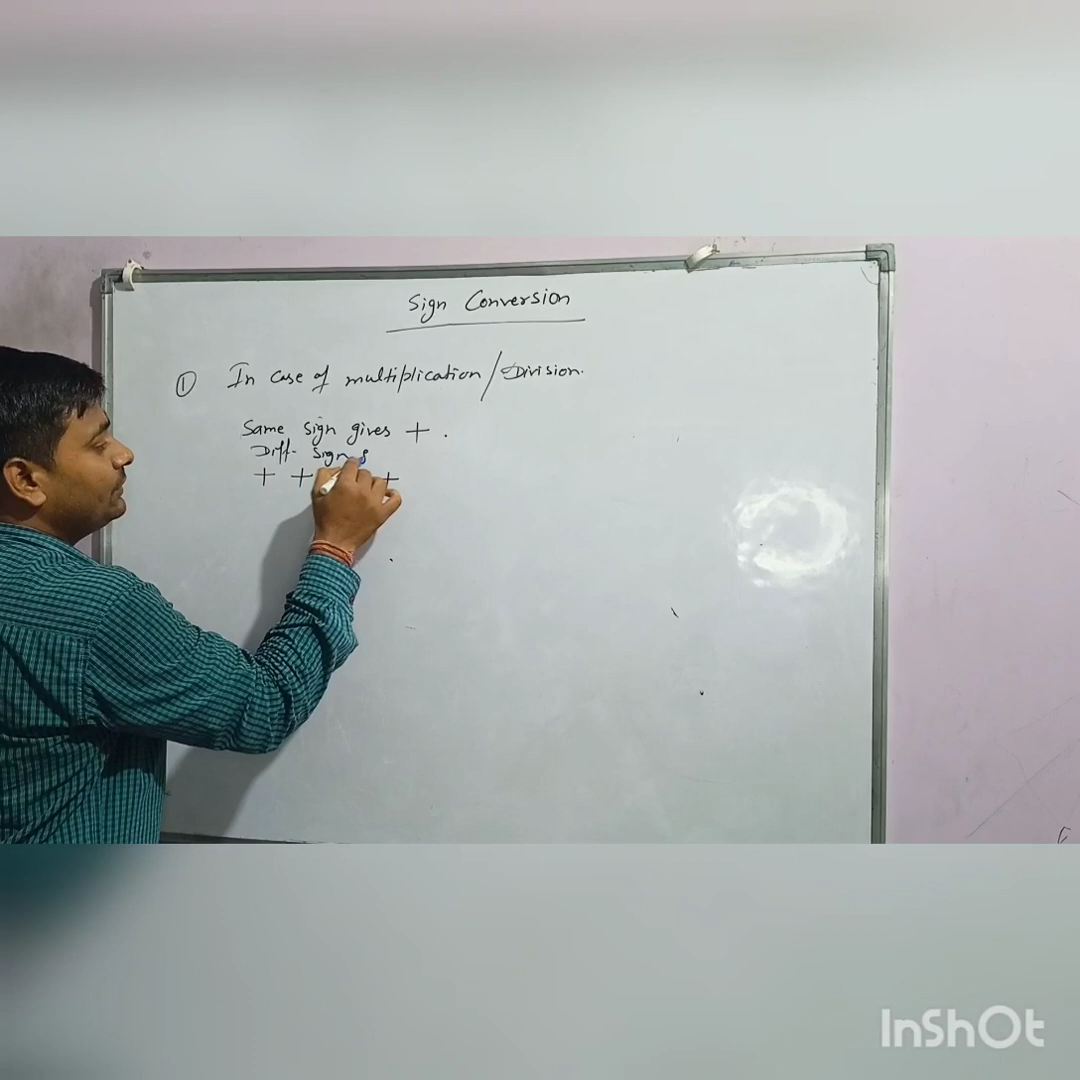 Sign Conversion
① In case of multiplication/Division.
Same sign gives + .
Diff- sign
+ + +
InShOt